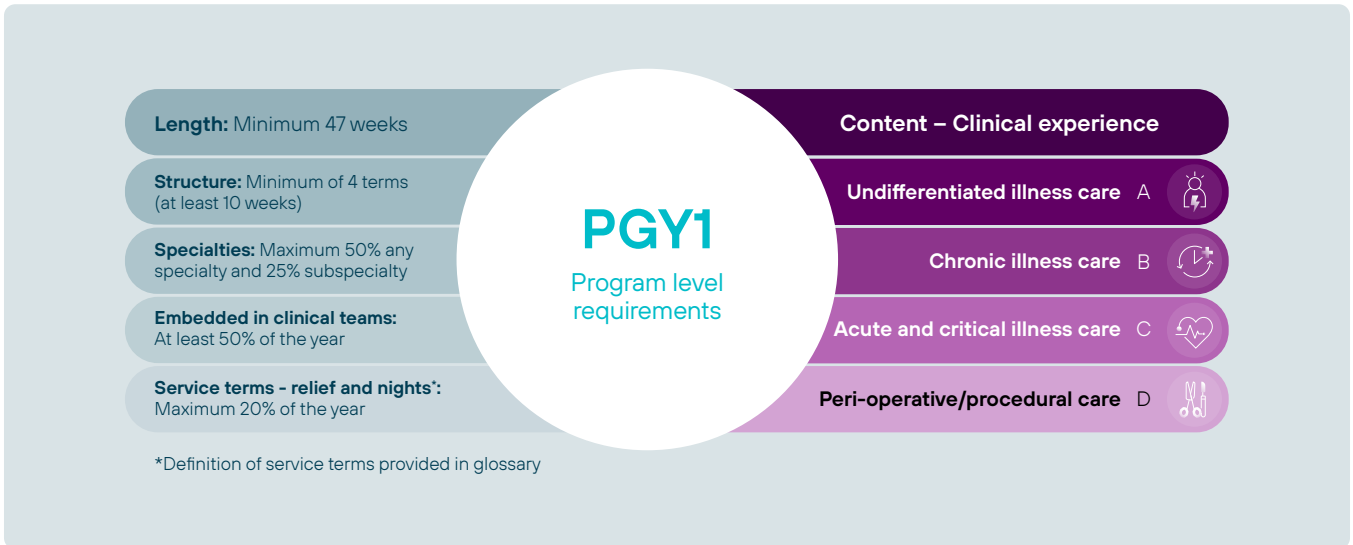 Length: Minimum 47 weeks
Structure: Minimum of 4 terms
(at least 10 weeks)
Specialties: Maximum 50% any
specialty and 25% subspecialty
Embedded in clinical teams:
At least 50% of the year
Service terms - relief and nights*:
Maximum 20% of the year
*Definition of service terms provided in glossary
PGY1
Program level
requirements
Content – Clinical experience
Undifferentiated illness care A
Chronic illness care B
Acute and critical illness care C
Peri-operative/procedural care D